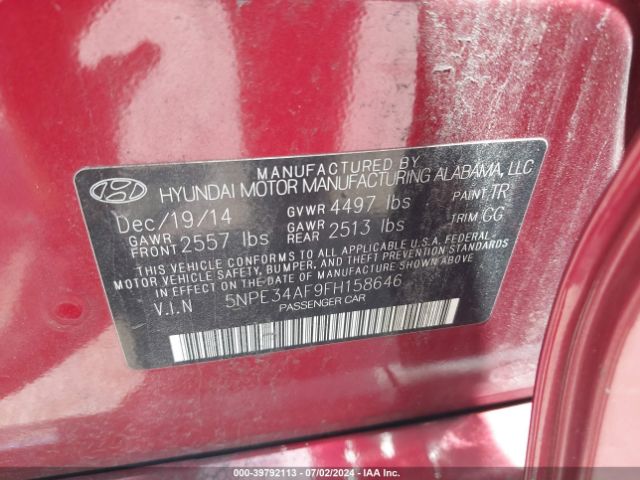 MANUFACTURED BY
HYUNDAI MOTOR MANUFACTURING ALABAMA, LLC
Dec/19/14 GVWR 4497 lbs PAINT TR
GAWR FRONT 2557 lbs GAWR REAR 2513 lbs TRIM GG
THIS VEHICLE CONFORMS TO ALL APPLICABLE U.S.A. FEDERAL
MOTOR VEHICLE SAFETY, BUMPER, AND THEFT PREVENTION STANDARDS
IN EFFECT ON THE DATE OF MANUFACTURE SHOWN ABOVE.
V.I.N 5NPE34AF9FH158646
PASSENGER CAR
000-39792113 - 07/02/2024 - IAA Inc.